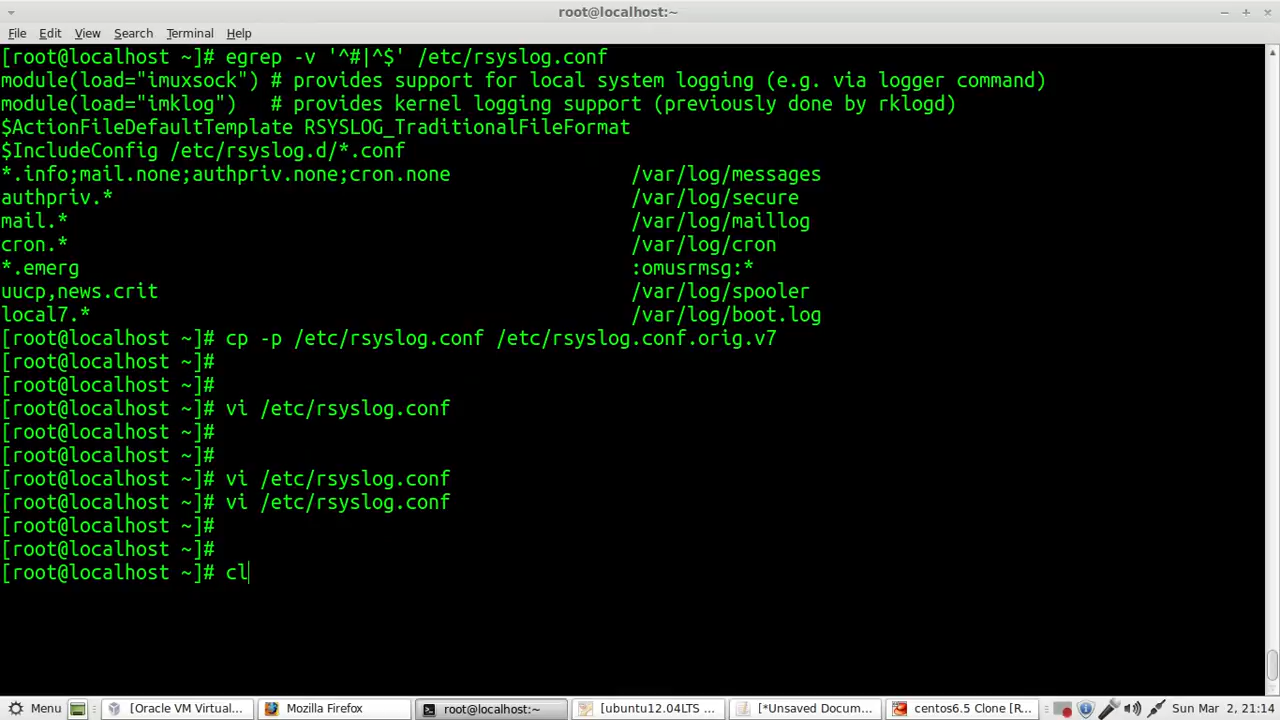 root@localhost:~
File Edit View Search Terminal Help
[root@localhost ~]# egrep -v '^#|^$' /etc/rsyslog.conf
module(load="imuxsock") # provides support for local system logging (e.g. via logger command)
module(load="imklog")   # provides kernel logging support (previously done by rklogd)
$ActionFileDefaultTemplate RSYSLOG_TraditionalFileFormat
$IncludeConfig /etc/rsyslog.d/*.conf
*.info;mail.none;authpriv.none;cron.none                /var/log/messages
authpriv.*                                              /var/log/secure
mail.*                                                  /var/log/maillog
cron.*                                                  /var/log/cron
*.emerg                                                 :omusrmsg:*
uucp,news.crit                                          /var/log/spooler
local7.*                                                /var/log/boot.log
[root@localhost ~]# cp -p /etc/rsyslog.conf /etc/rsyslog.conf.orig.v7
[root@localhost ~]#
[root@localhost ~]#
[root@localhost ~]# vi /etc/rsyslog.conf
[root@localhost ~]#
[root@localhost ~]#
[root@localhost ~]# vi /etc/rsyslog.conf
[root@localhost ~]# vi /etc/rsyslog.conf
[root@localhost ~]#
[root@localhost ~]#
[root@localhost ~]# cl
Menu [Oracle VM Virtual... Mozilla Firefox root@localhost:~ [ubuntu12.04LTS ... [*Unsaved Docum... centos6.5 Clone [R... Sun Mar 2, 21:14